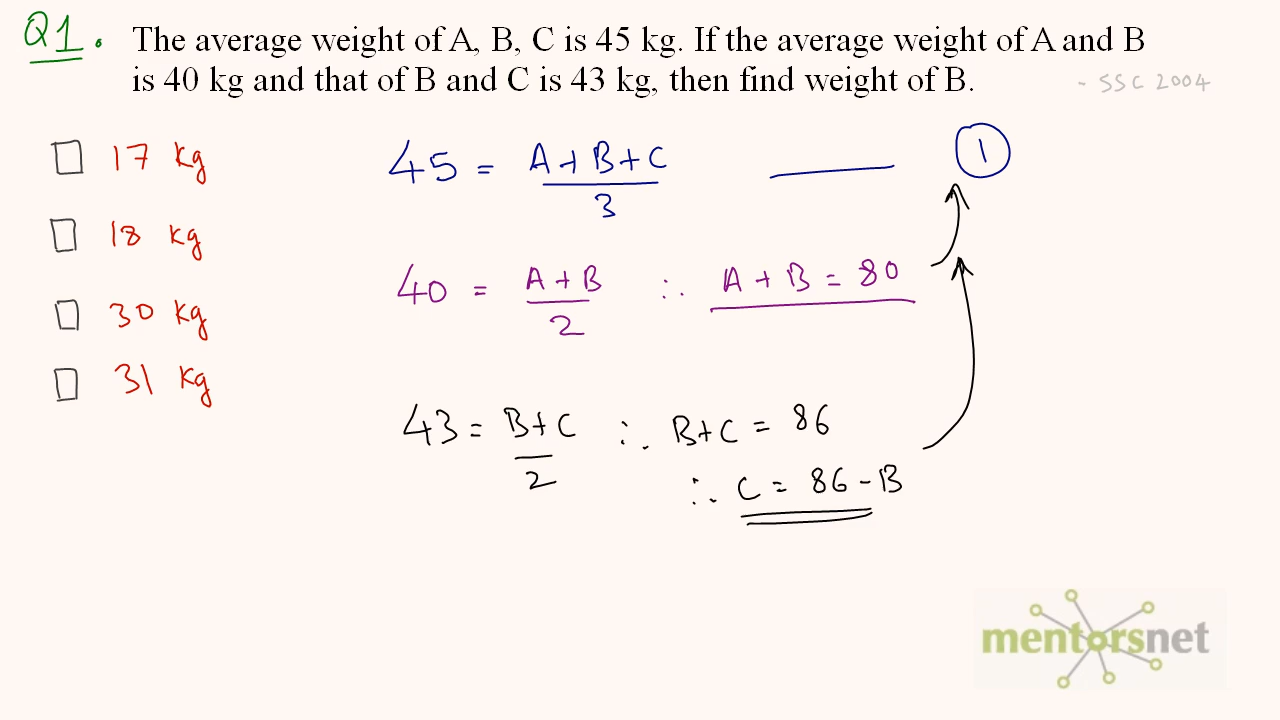 Q1. The average weight of A, B, C is 45 kg. If the average weight of A and B
is 40 kg and that of B and C is 43 kg, then find weight of B. - SSC 2004
17 kg
45 = A+B+C / 3 ——— 1
18 kg
40 = A+B / 2 ∴ A + B = 80
30 kg
31 kg
43 = B+C / 2 ∴ B+C = 86
∴ C = 86 - B
mentorsnet